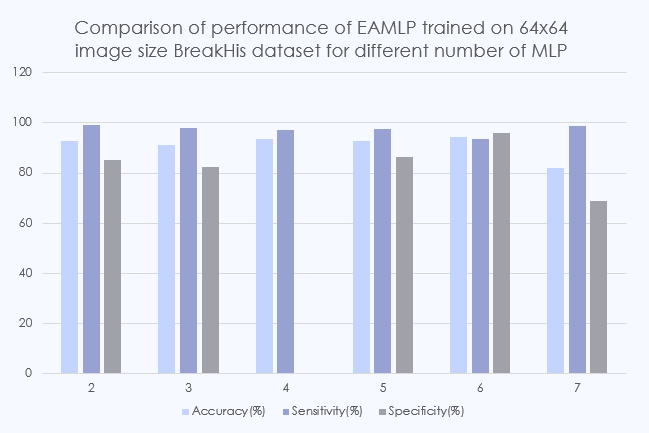 Comparison of performance of EAMLP trained on 64x64
image size BreakHis dataset for different number of MLP
120
100
80
60
40
20
0
2 3 4 5 6 7
Accuracy(%) Sensitivity(%) Specificity(%)